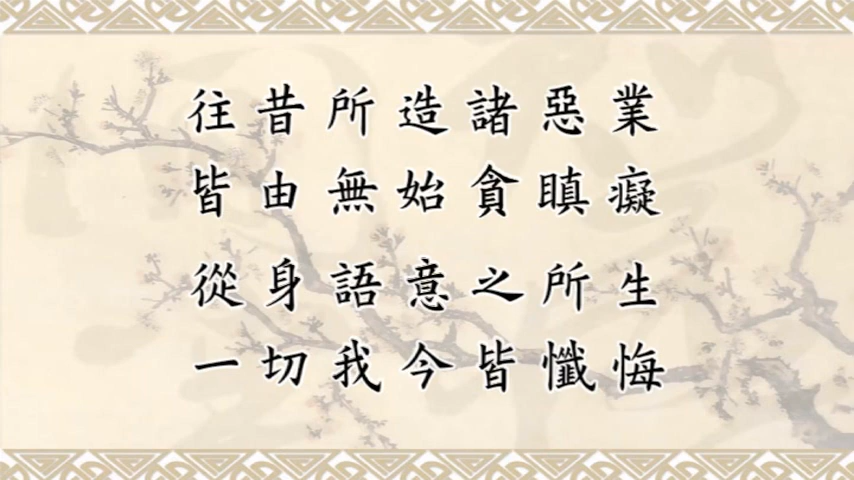 往昔所造諸惡業
皆由無始貪瞋癡
從身語意之所生
一切我今皆懺悔